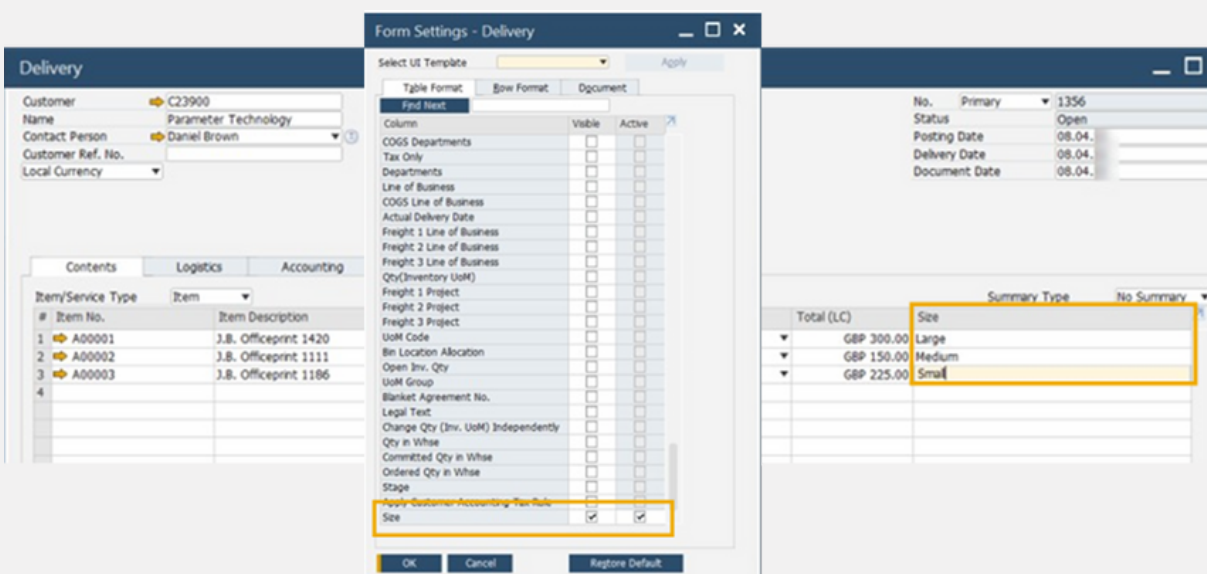 Delivery
Customer C23900
Name Parameter Technology
Contact Person Daniel Brown
Customer Ref. No.
Local Currency
Contents Logistics Accounting
Item/Service Type Item
# Item No. Item Description
1 A00001 J.B. Officeprint 1420
2 A00002 J.B. Officeprint 1111
3 A00003 J.B. Officeprint 1186
4
Form Settings - Delivery
Select UI Template Apply
Table Format Row Format Document
Find Next
Column Visible Active
COGS Departments
Tax Only
Departments
Line of Business
COGS Line of Business
Actual Delivery Date
Freight 1 Line of Business
Freight 2 Line of Business
Freight 3 Line of Business
Qty(Inventory UoM)
Freight 1 Project
Freight 2 Project
Freight 3 Project
UoM Code
Bin Location Allocation
Open Inv. Qty
UoM Group
Blanket Agreement No.
Legal Text
Change Qty (Inv. UoM) Independently
Qty in Whse
Committed Qty in Whse
Ordered Qty in Whse
Stage
Apply Customer Accounting Tax Rule
Size
OK Cancel Restore Default
No. Primary 1356
Status Open
Posting Date 08.04.
Delivery Date 08.04.
Document Date 08.04.
Summary Type No Summary
Total (LC) Size
GBP 300.00 Large
GBP 150.00 Medium
GBP 225.00 Small